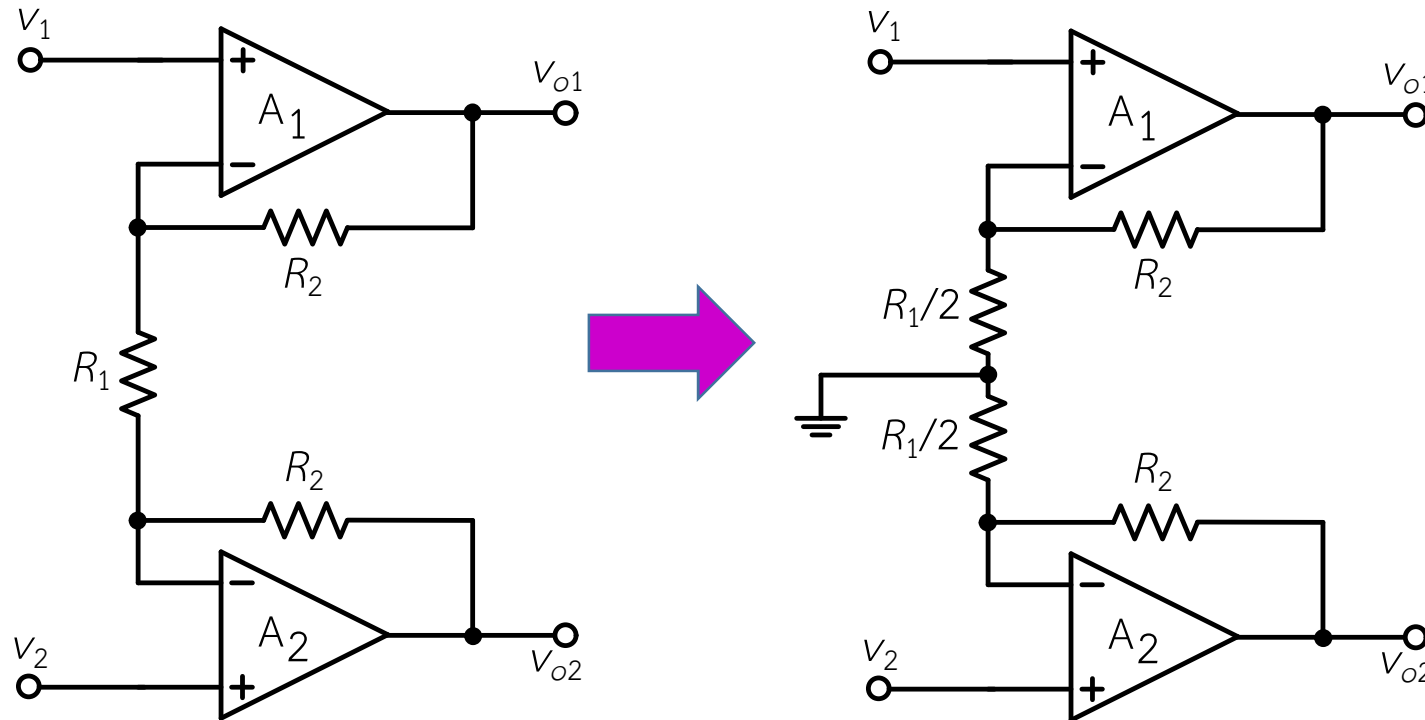 v1
+
A1
−
vo1
R2
R1
R2
−
A2
+
v2
vo2
v1
+
A1
−
vo1
R2
R1/2
R1/2
R2
−
A2
+
v2
vo2